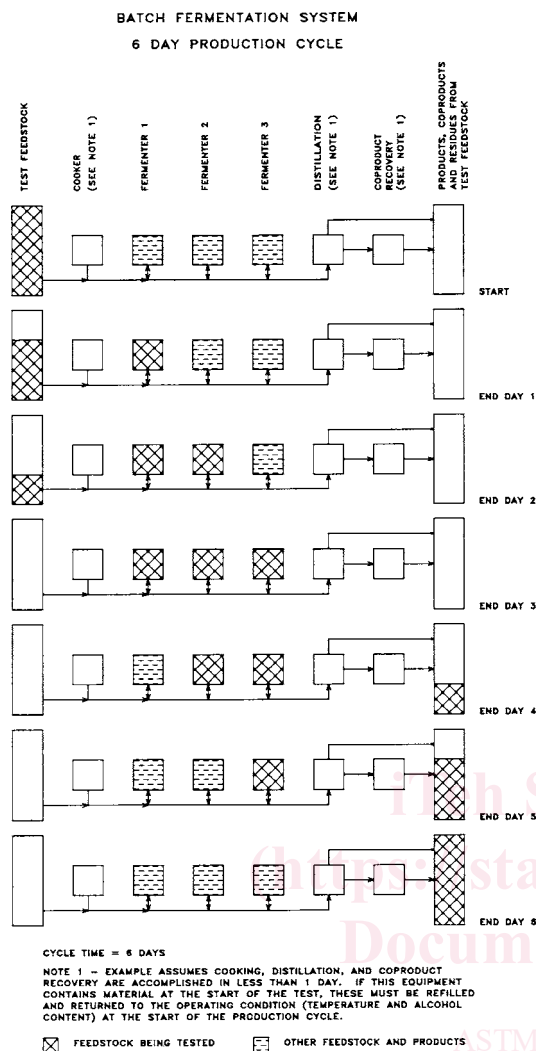 BATCH FERMENTATION SYSTEM
6 DAY PRODUCTION CYCLE
TEST FEEDSTOCK
COOKER
(SEE NOTE 1)
FERMENTER 1
FERMENTER 2
FERMENTER 3
DISTILLATION
(SEE NOTE 1)
COPRODUCT
RECOVERY
(SEE NOTE 1)
PRODUCTS, COPRODUCTS
AND RESIDUES FROM
TEST FEEDSTOCK
START
END DAY 1
END DAY 2
END DAY 3
END DAY 4
END DAY 5
END DAY 6
iTeh S
(https://sta
Docum
CYCLE TIME = 6 DAYS
NOTE 1 – EXAMPLE ASSUMES COOKING, DISTILLATION, AND COPRODUCT
RECOVERY ARE ACCOMPLISHED IN LESS THAN 1 DAY. IF THIS EQUIPMENT
CONTAINS MATERIAL AT THE START OF THE TEST, THESE MUST BE REFILLED
AND RETURNED TO THE OPERATING CONDITION (TEMPERATURE AND ALCOHOL
CONTENT) AT THE START OF THE PRODUCTION CYCLE.
FEEDSTOCK BEING TESTED
OTHER FEEDSTOCK AND PRODUCTS
ASTM